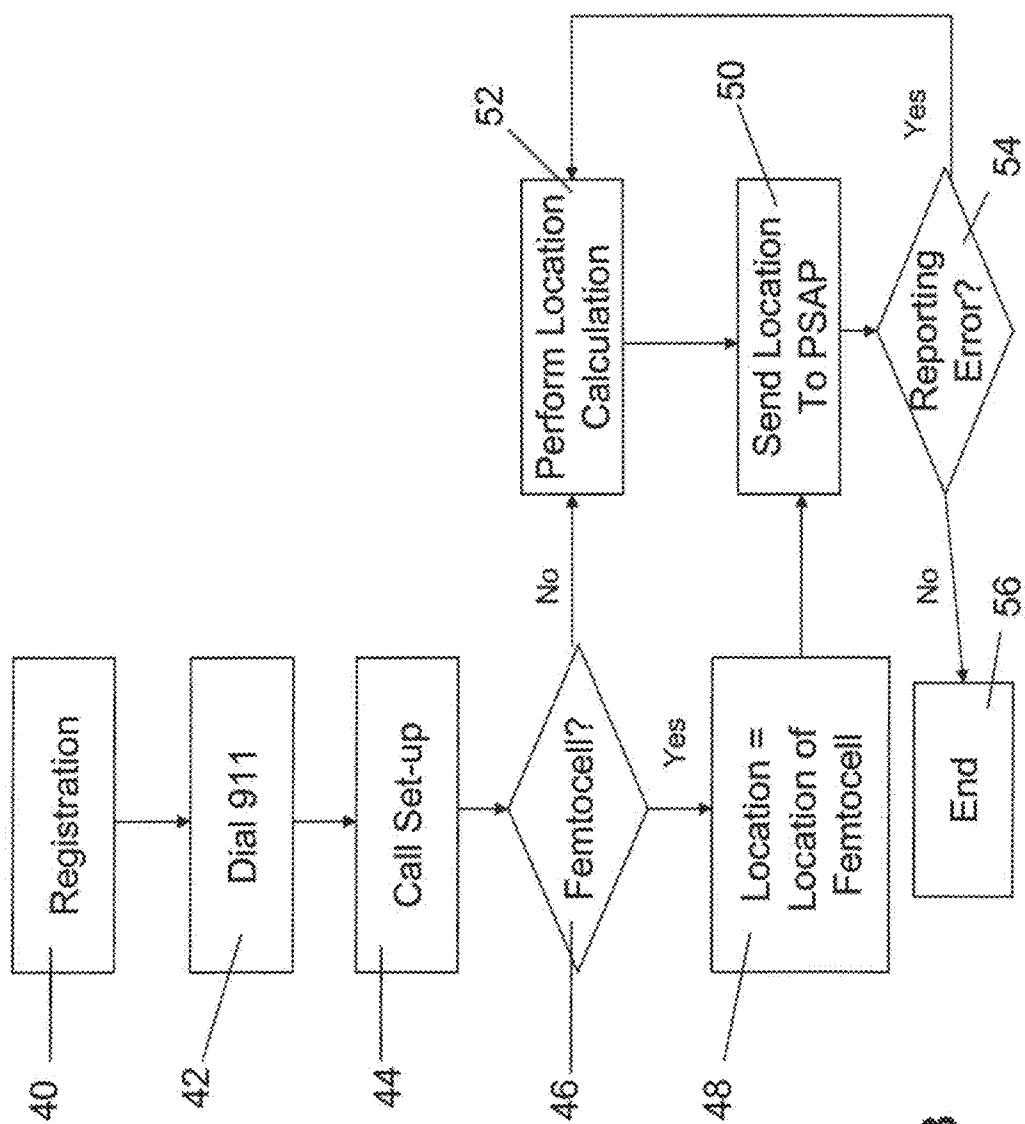 40
Registration
42
Dial 911
44
Call Set-up
46
Femtocell?
No
Yes
48
Location =
Location of
Femtocell
52
Perform Location
Calculation
50
Send Location
To PSAP
54
Reporting
Error?
Yes
No
56
End